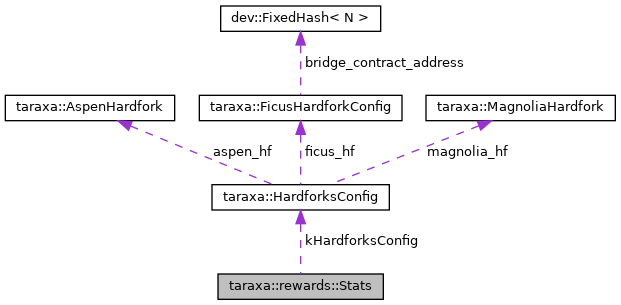 dev::FixedHash< N >
bridge_contract_address
taraxa::AspenHardfork
taraxa::FicusHardforkConfig
taraxa::MagnoliaHardfork
aspen_hf
ficus_hf
magnolia_hf
taraxa::HardforksConfig
kHardforksConfig
taraxa::rewards::Stats